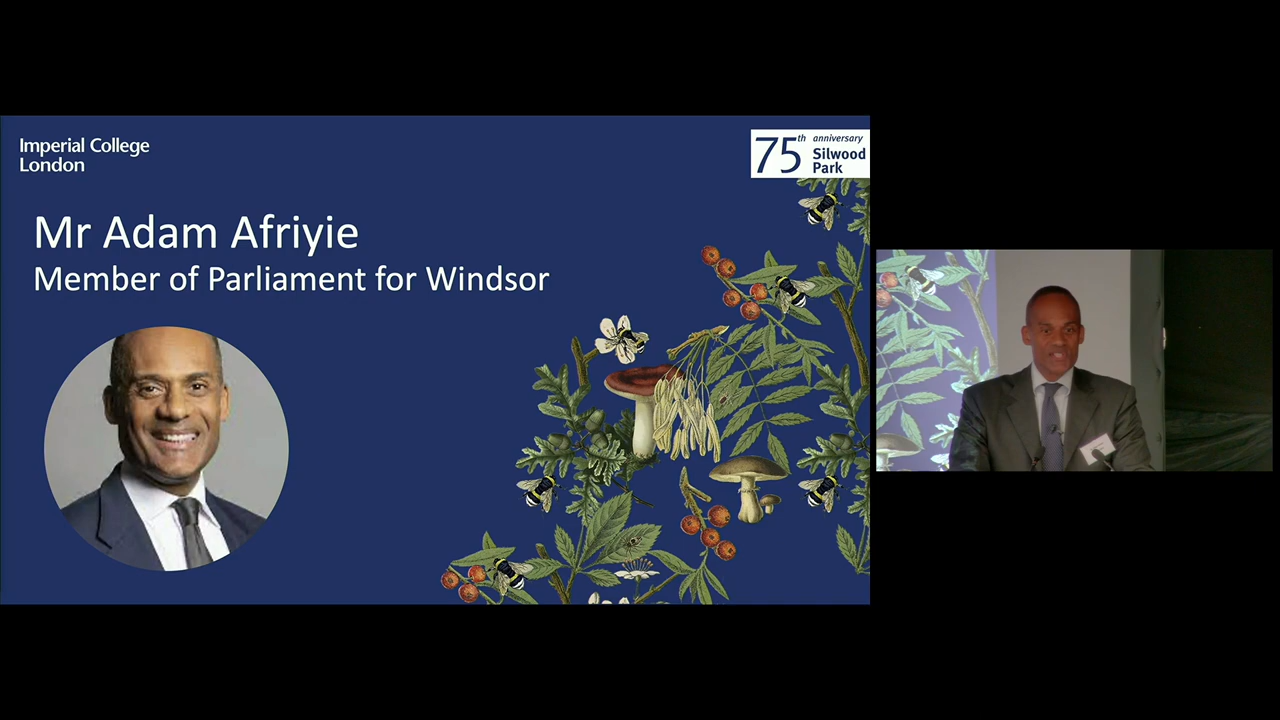 Imperial College
London
75th anniversary
Silwood
Park
Mr Adam Afriyie
Member of Parliament for Windsor